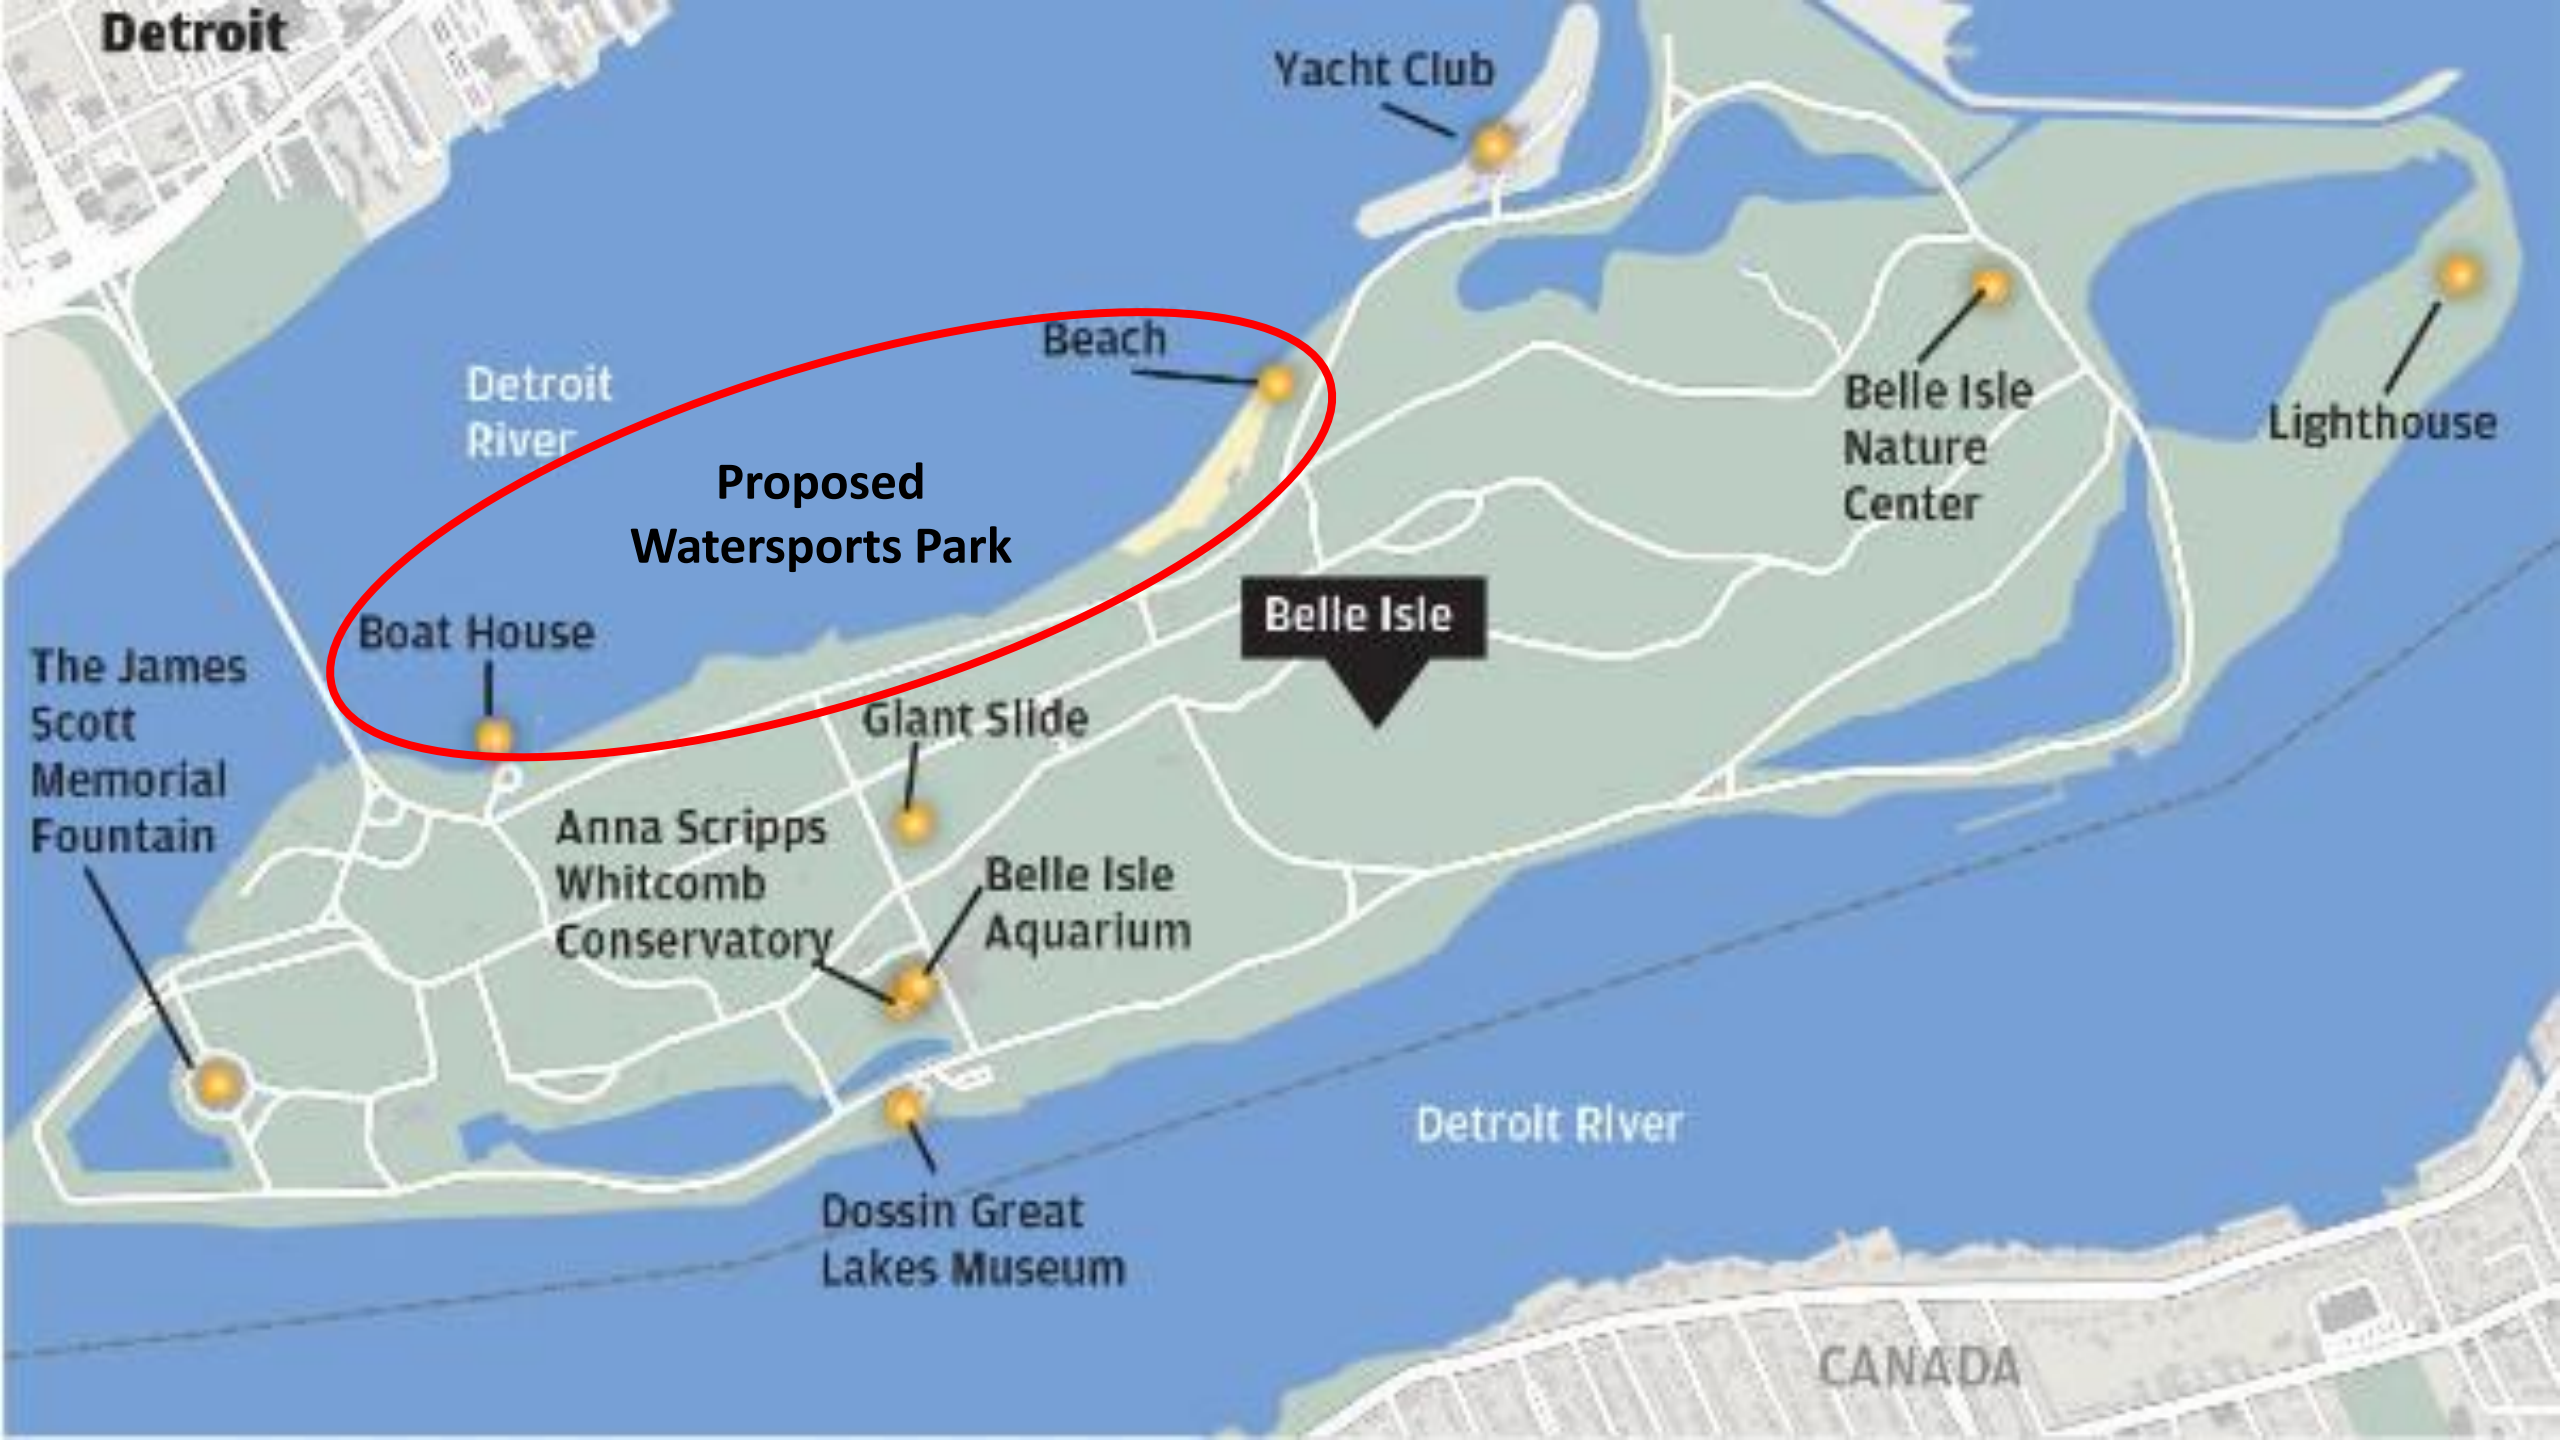 Detroit
Yacht Club
Beach
Detroit
River
Proposed
Watersports Park
Belle Isle
Nature
Center
Lighthouse
Boat House
Belle Isle
The James
Scott
Memorial
Fountain
Giant Slide
Anna Scripps
Whitcomb
Conservatory
Belle Isle
Aquarium
Detroit River
Dossin Great
Lakes Museum
CANADA